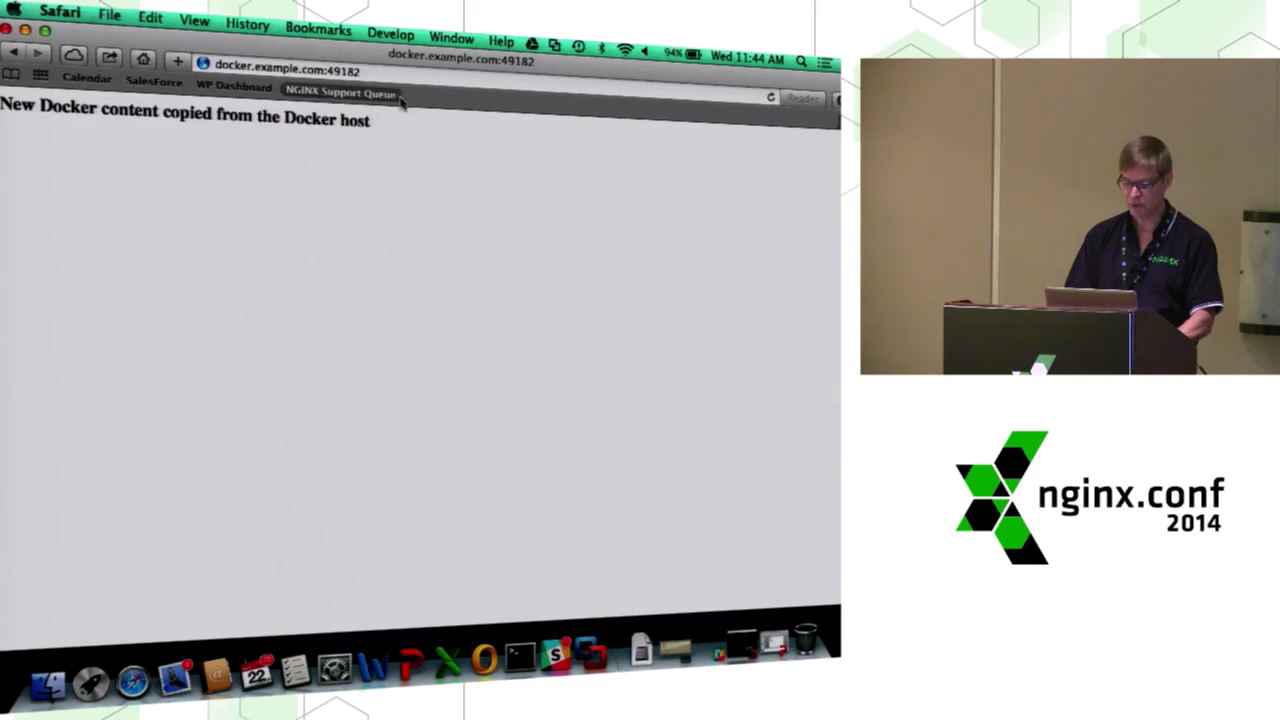 Safari File Edit View History Bookmarks Develop Window Help 94% Wed 11:44 AM
docker.example.com:49182
docker.example.com:49182
Reader
Calendar SalesForce WP Dashboard NGINX Support Queue
New Docker content copied from the Docker host
22
nginx.conf
2014